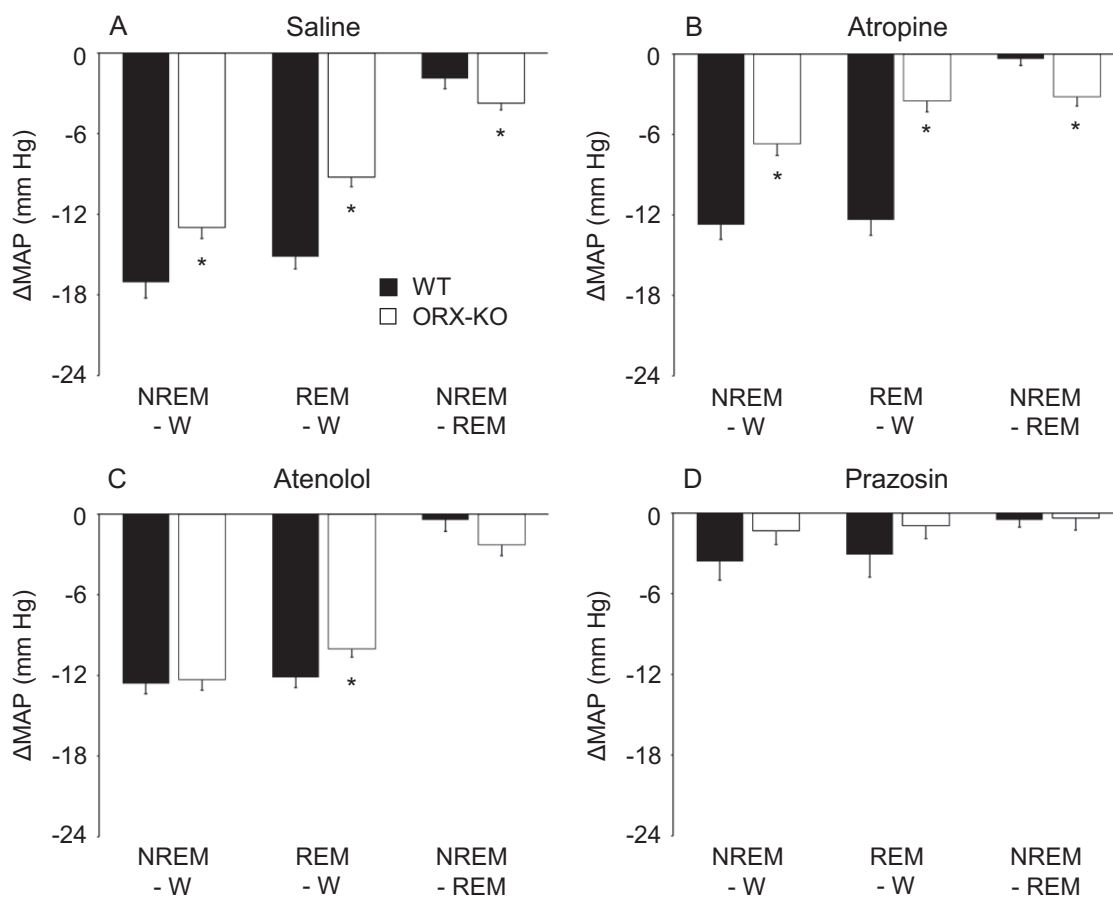 A Saline
0
-6
-12
-18
-24
ΔMAP (mm Hg)
*
*
*
WT
ORX-KO
NREM
- W
REM
- W
NREM
- REM
B Atropine
0
-6
-12
-18
-24
ΔMAP (mm Hg)
*
*
*
NREM
- W
REM
- W
NREM
- REM
C Atenolol
0
-6
-12
-18
-24
ΔMAP (mm Hg)
*
NREM
- W
REM
- W
NREM
- REM
D Prazosin
0
-6
-12
-18
-24
ΔMAP (mm Hg)
NREM
- W
REM
- W
NREM
- REM